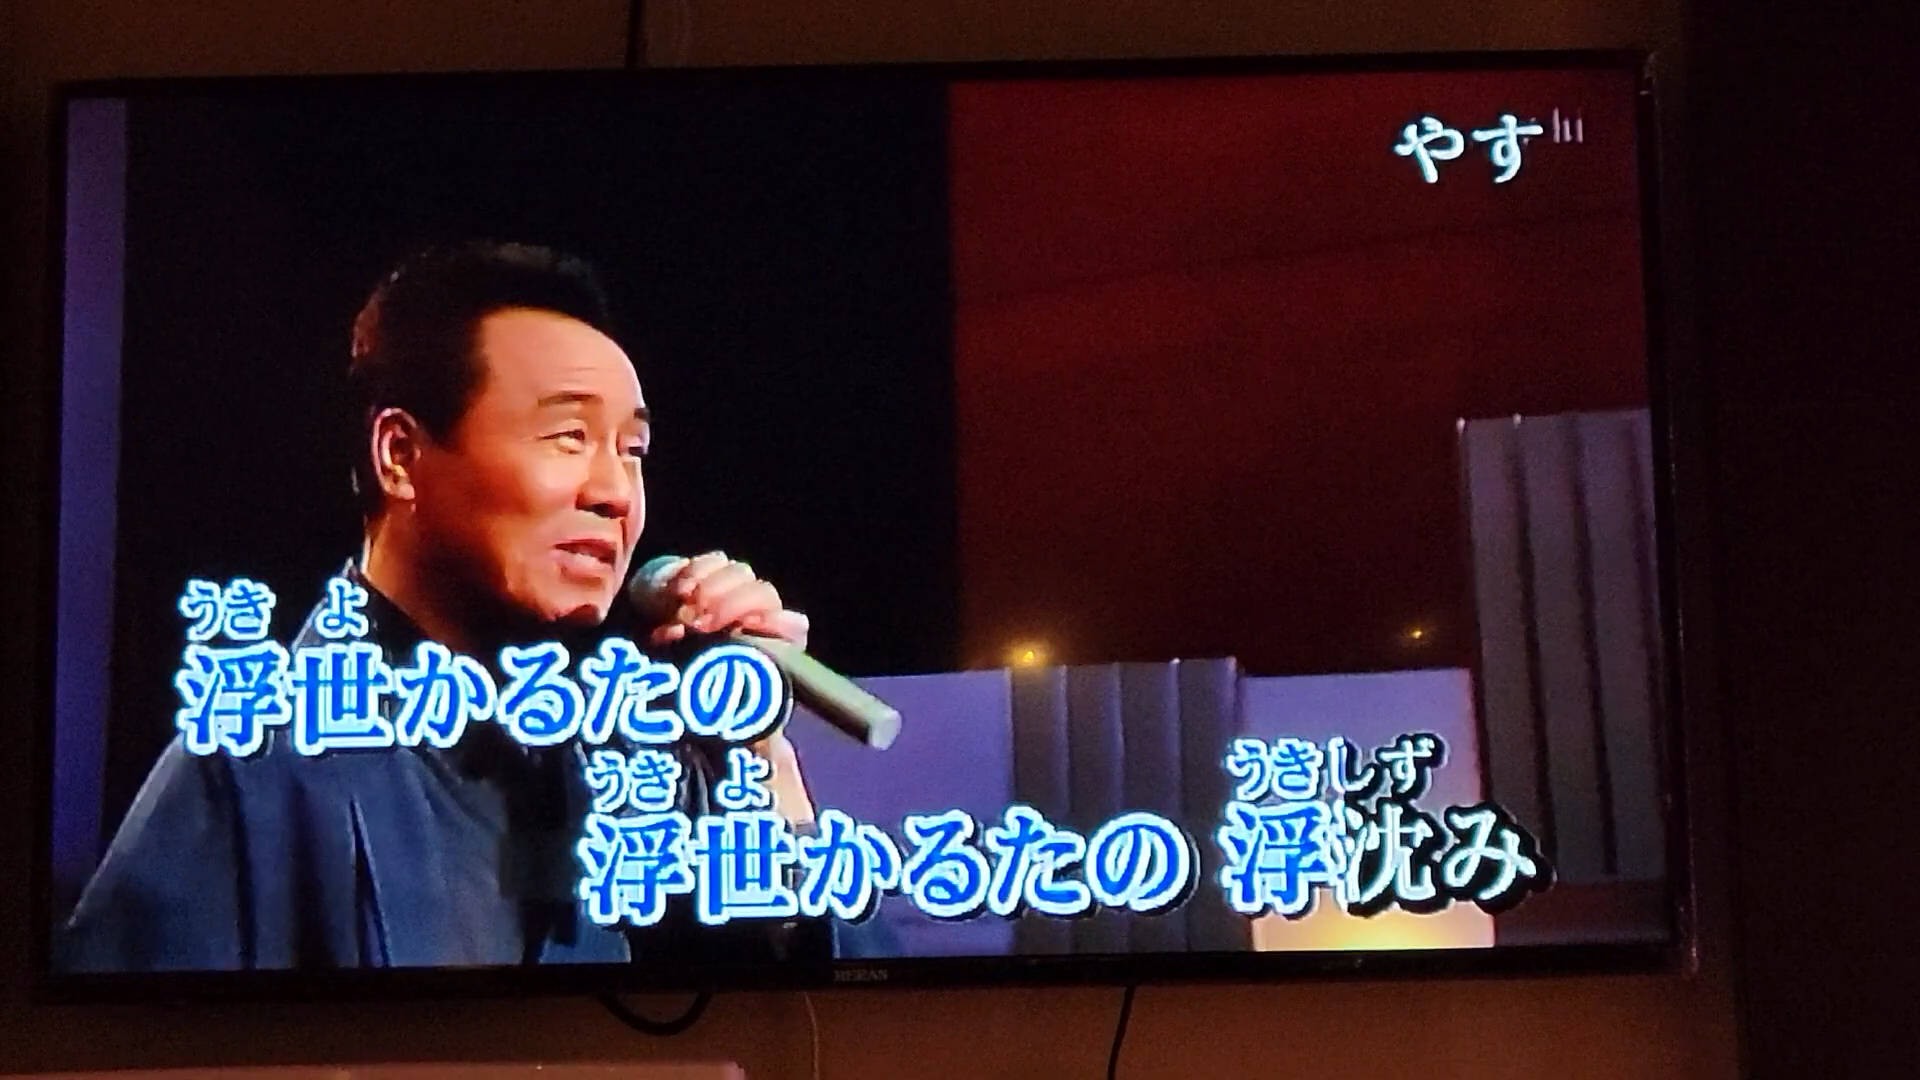 やす
うき よ
浮世かるたの
うき よ うきしず
浮世かるたの 浮沈み
HERAN